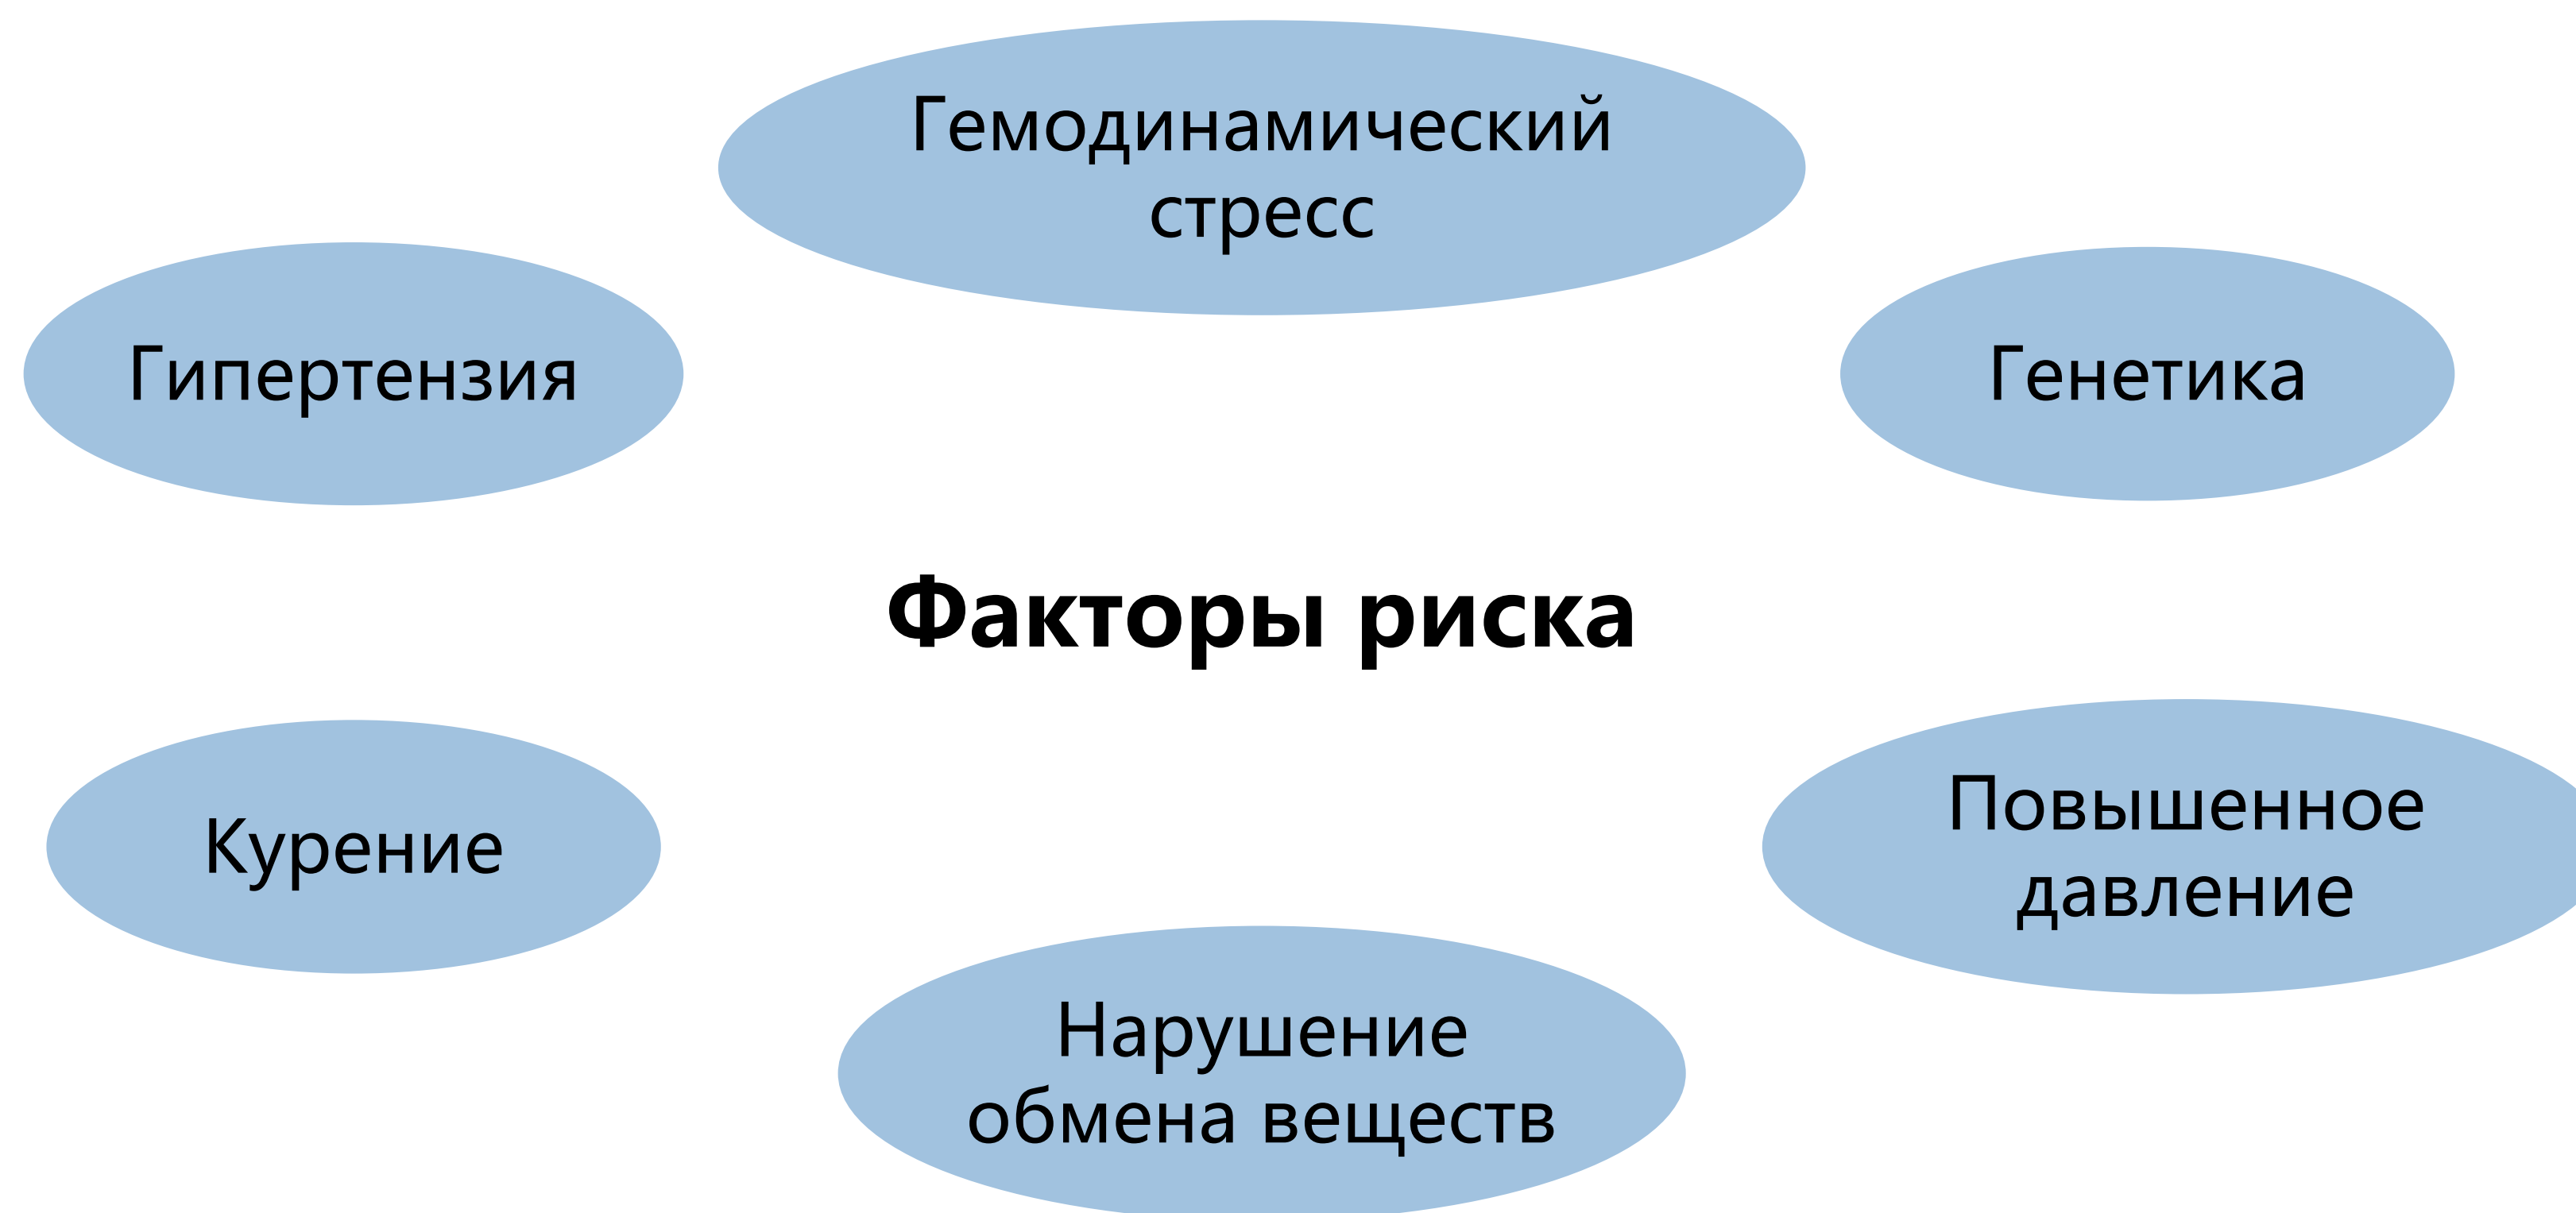 Гемодинамический
стресс
Гипертензия
Генетика
Факторы риска
Курение
Повышенное
давление
Нарушение
обмена веществ